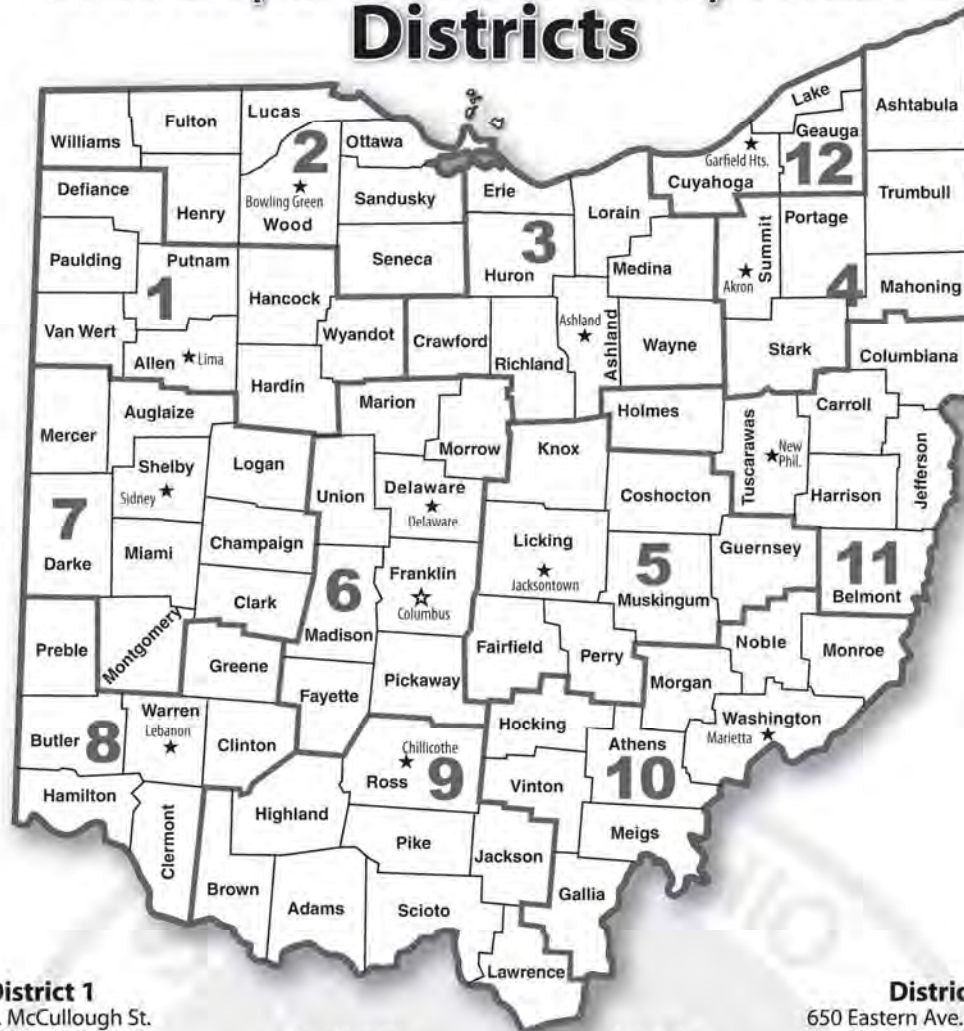 Districts
Lake
Ashtabula
Lucas
Fulton
Williams
Ottawa
Geauga
2
12
Garfield Hts.
Cuyahoga
Defiance
Bowling Green
Wood
Henry
Sandusky
Erie
Lorain
Trumbull
Portage
Summit
Akron
Paulding
Putnam
Seneca
3
Huron
Medina
4
Mahoning
1
Hancock
Van Wert
Wyandot
Crawford
Richland
Ashland
Ashland
Wayne
Stark
Columbiana
Allen
Lima
Hardin
Marion
Holmes
Carroll
Mercer
Auglaize
Morrow
Knox
Tuscarawas
New
Phil.
Jefferson
Shelby
Sidney
Logan
Union
Delaware
Delaware
Coshocton
Harrison
7
Darke
Miami
Champaign
Licking
Jacksontown
Guernsey
Clark
6
Franklin
Columbus
5
Muskingum
11
Belmont
Madison
Preble
Montgomery
Greene
Fairfield
Perry
Noble
Monroe
Fayette
Pickaway
Morgan
Warren
Lebanon
Washington
Marietta
Butler
8
Clinton
Hocking
Athens
10
Chillicothe
Ross
9
Vinton
Hamilton
Highland
Clermont
Pike
Jackson
Meigs
Brown
Adams
Scioto
Gallia
Lawrence
District 1
McCullough St.
Distric
650 Eastern Ave.